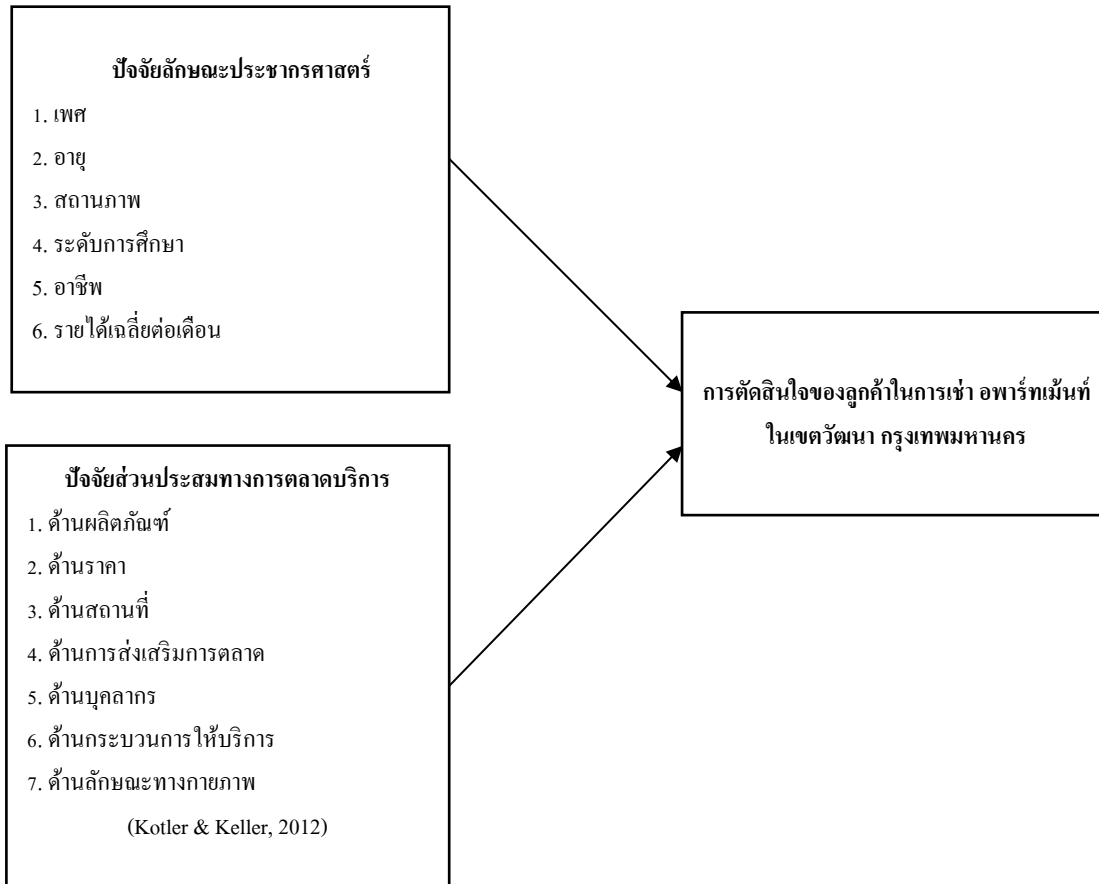 ปัจจัยลักษณะประชากรศาสตร์
1. เพศ
2. อายุ
3. สถานภาพ
4. ระดับการศึกษา
5. อาชีพ
6. รายได้เฉลี่ยต่อเดือน
การตัดสินใจของลูกค้าในการเช่า อพาร์ทเม้นท์
ในเขตวัฒนา กรุงเทพมหานคร
ปัจจัยส่วนประสมทางการตลาดบริการ
1. ด้านผลิตภัณฑ์
2. ด้านราคา
3. ด้านสถานที่
4. ด้านการส่งเสริมการตลาด
5. ด้านบุคลากร
6. ด้านกระบวนการให้บริการ
7. ด้านลักษณะทางกายภาพ
(Kotler & Keller, 2012)